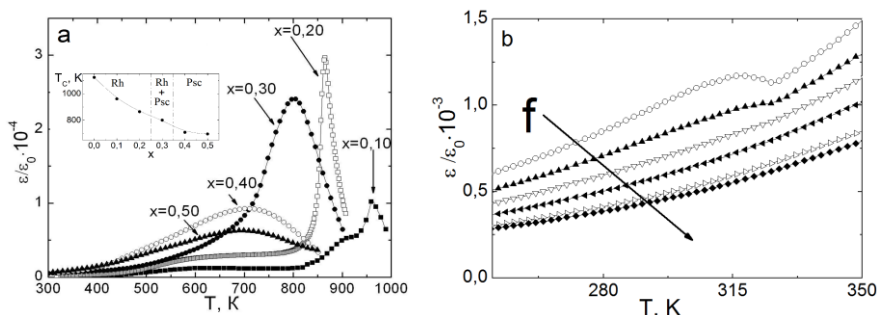 a
x=0,20
x=0,30
x=0,10
x=0,40
x=0,50
ε/ε₀·10⁻⁴
3
2
1
0
300 400 500 600 700 800 900 1000
T, K
T_C, K
Rh
Rh + Psc
Psc
1000
800
0.0 0.1 0.2 0.3 0.4 0.5
x
b
f
ε/ε₀·10⁻³
1,5
1,0
0,5
0,0
280 315 350
T, K